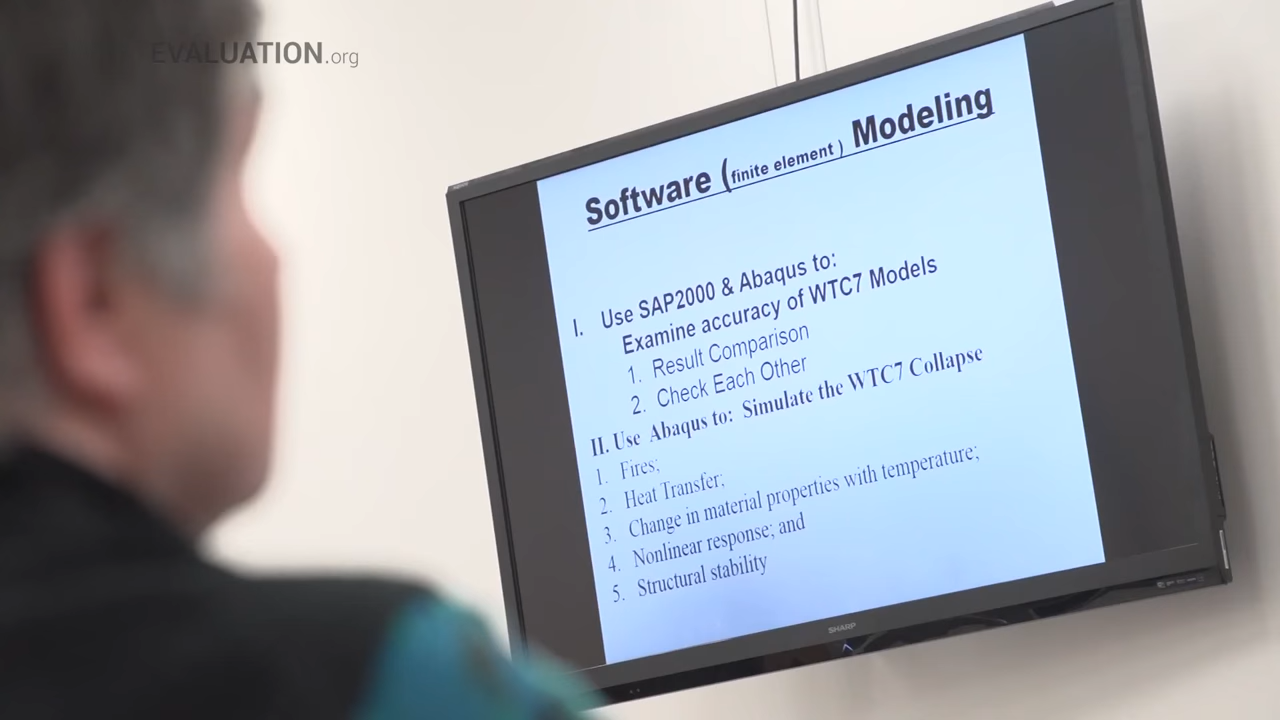 EVALUATION.org
Software (finite element) Modeling
I. Use SAP2000 & Abaqus to:
Examine accuracy of WTC7 Models
1. Result Comparison
2. Check Each Other
II. Use Abaqus to: Simulate the WTC7 Collapse
1. Fires;
2. Heat Transfer;
3. Change in material properties with temperature;
4. Nonlinear response; and
5. Structural stability
SHARP